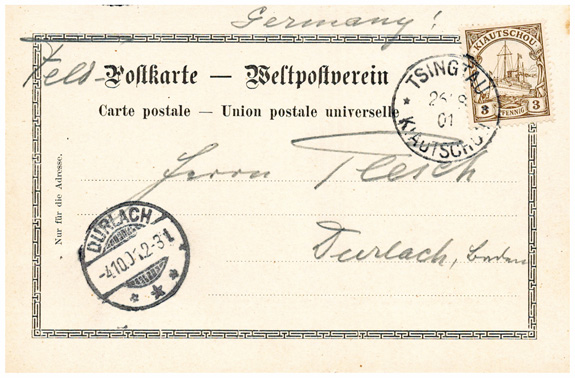 Germany!
KIAUTSCHOU
3 PFENNIG 3
Feld-Postkarte — Weltpostverein
TSINGTAU
* KIAUTSCHOU
01
Carte postale — Union postale universelle
Herrn Flesch
Nur für die Adresse.
DURLACH
Durlach, Baden